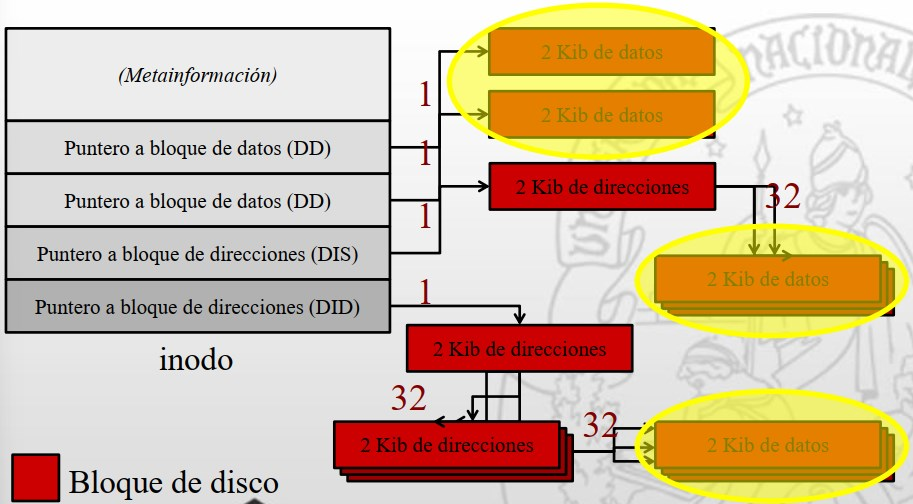 (Metainformación)
Puntero a bloque de datos (DD)
Puntero a bloque de datos (DD)
Puntero a bloque de direcciones (DIS)
Puntero a bloque de direcciones (DID)
inodo
1
1
1
1
2 Kib de datos
2 Kib de datos
2 Kib de direcciones
32
2 Kib de datos
2 Kib de direcciones
32
2 Kib de direcciones
32
2 Kib de datos
Bloque de disco
NACIONAL